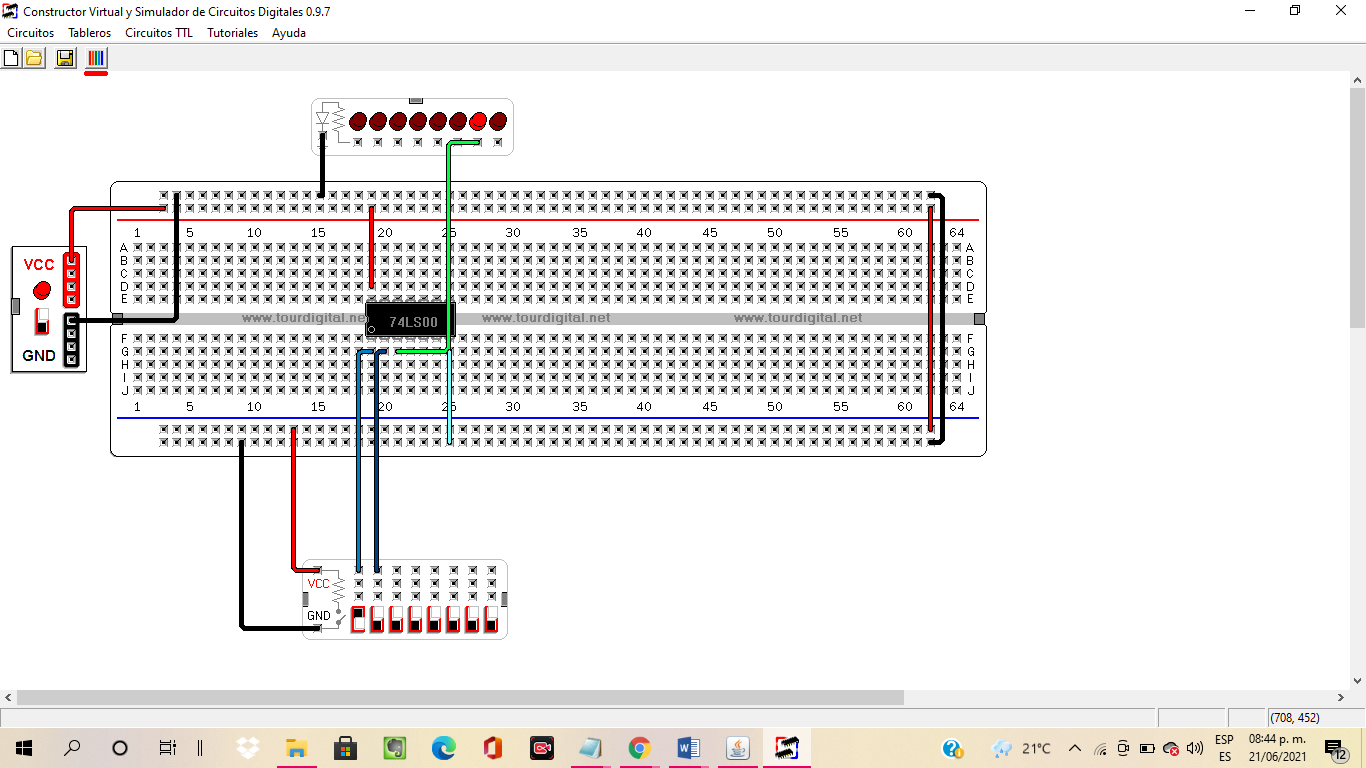 Constructor Virtual y Simulador de Circuitos Digitales 0.9.7
Circuitos Tableros Circuitos TTL Tutoriales Ayuda
1 5 10 15 20 25 30 35 40 45 50 55 60 64
A A
B B
C C
D D
E E
VCC
GND
www.tourdigital.net www.tourdigital.net www.tourdigital.net
74LS00
F F
G G
H H
I I
J J
1 5 10 15 20 25 30 35 40 45 50 55 60 64
VCC
GND
(708, 452)
21°C
ESP
ES
08:44 p. m.
21/06/2021
12